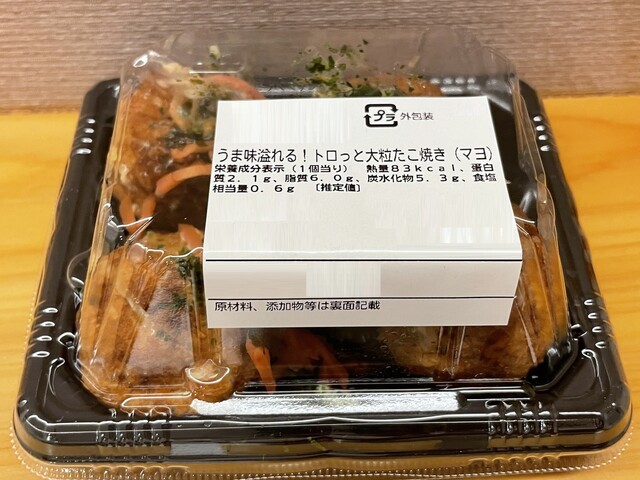 プラ 外包装
うま味溢れる！トロっと大粒たこ焼き（マヨ）
栄養成分表示（1個当り） 熱量８３ｋｃａｌ、蛋白
質２．１ｇ、脂質６．０ｇ、炭水化物５．３ｇ、食塩
相当量０．６ｇ 〔推定値〕
原材料、添加物等は裏面記載